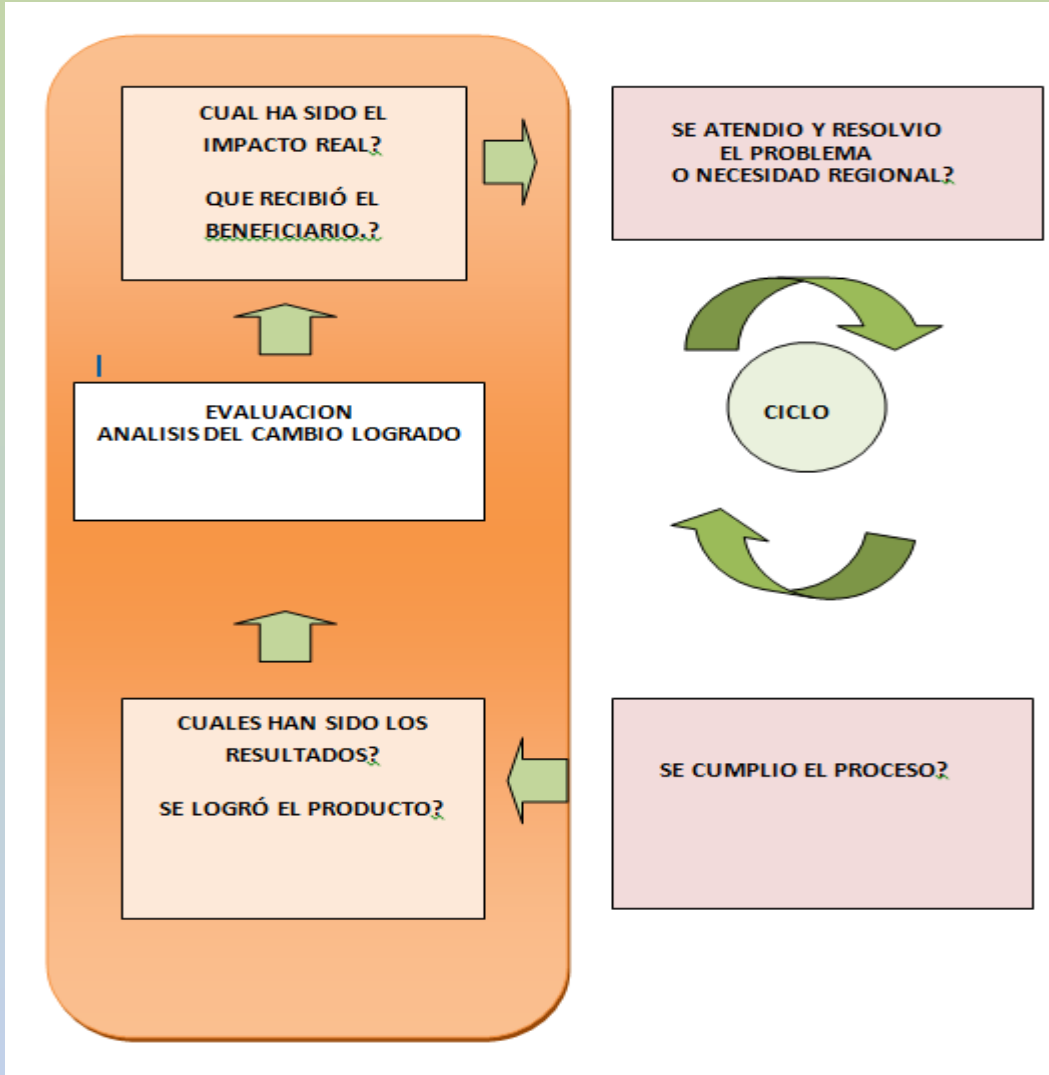 CUAL HA SIDO EL
IMPACTO REAL?
QUE RECIBIÓ EL
BENEFICIARIO.?
SE ATENDIO Y RESOLVIO
EL PROBLEMA
O NECESIDAD REGIONAL?
EVALUACION
ANALISIS DEL CAMBIO LOGRADO
CICLO
CUALES HAN SIDO LOS
RESULTADOS?
SE LOGRÓ EL PRODUCTO?
SE CUMPLIO EL PROCESO?